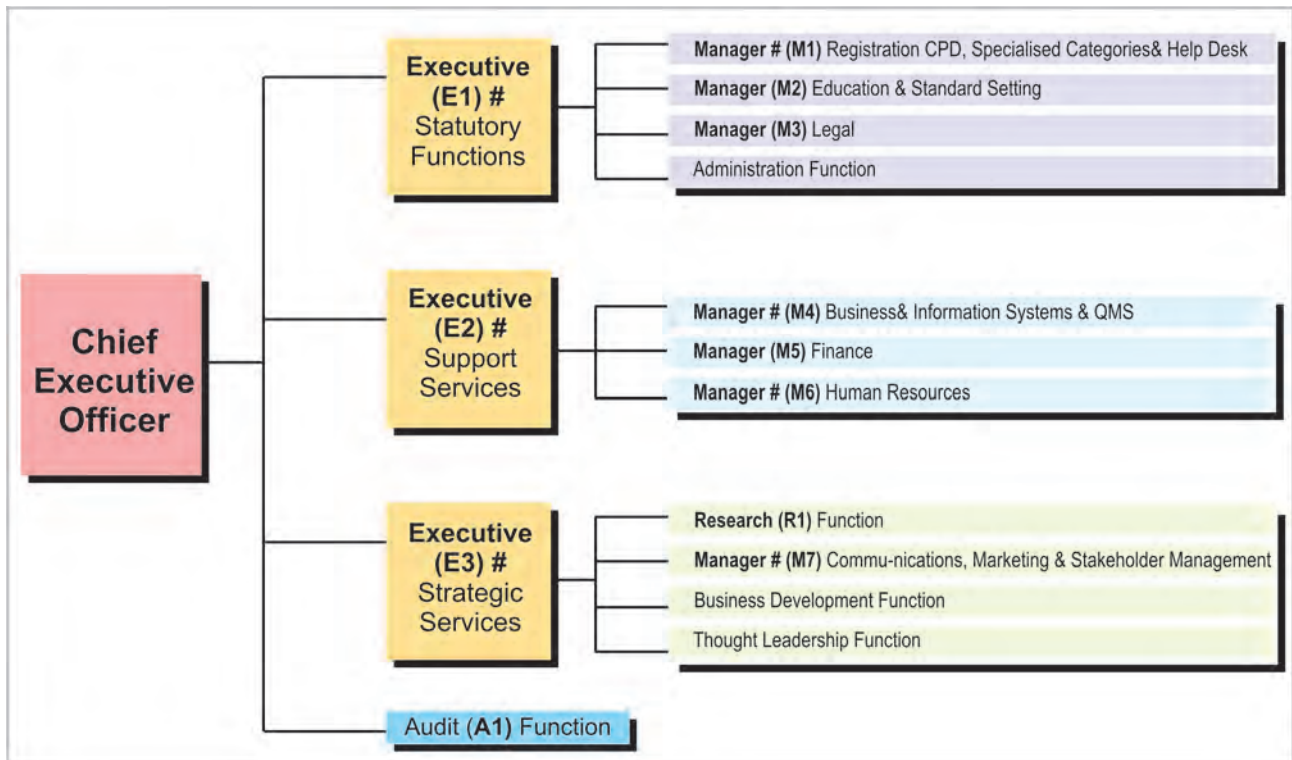 Chief
Executive
Officer
Executive
(E1) #
Statutory
Functions
Manager # (M1) Registration CPD, Specialised Categories& Help Desk
Manager (M2) Education & Standard Setting
Manager (M3) Legal
Administration Function
Executive
(E2) #
Support
Services
Manager # (M4) Business& Information Systems & QMS
Manager (M5) Finance
Manager # (M6) Human Resources
Executive
(E3) #
Strategic
Services
Research (R1) Function
Manager # (M7) Commu-nications, Marketing & Stakeholder Management
Business Development Function
Thought Leadership Function
Audit (A1) Function